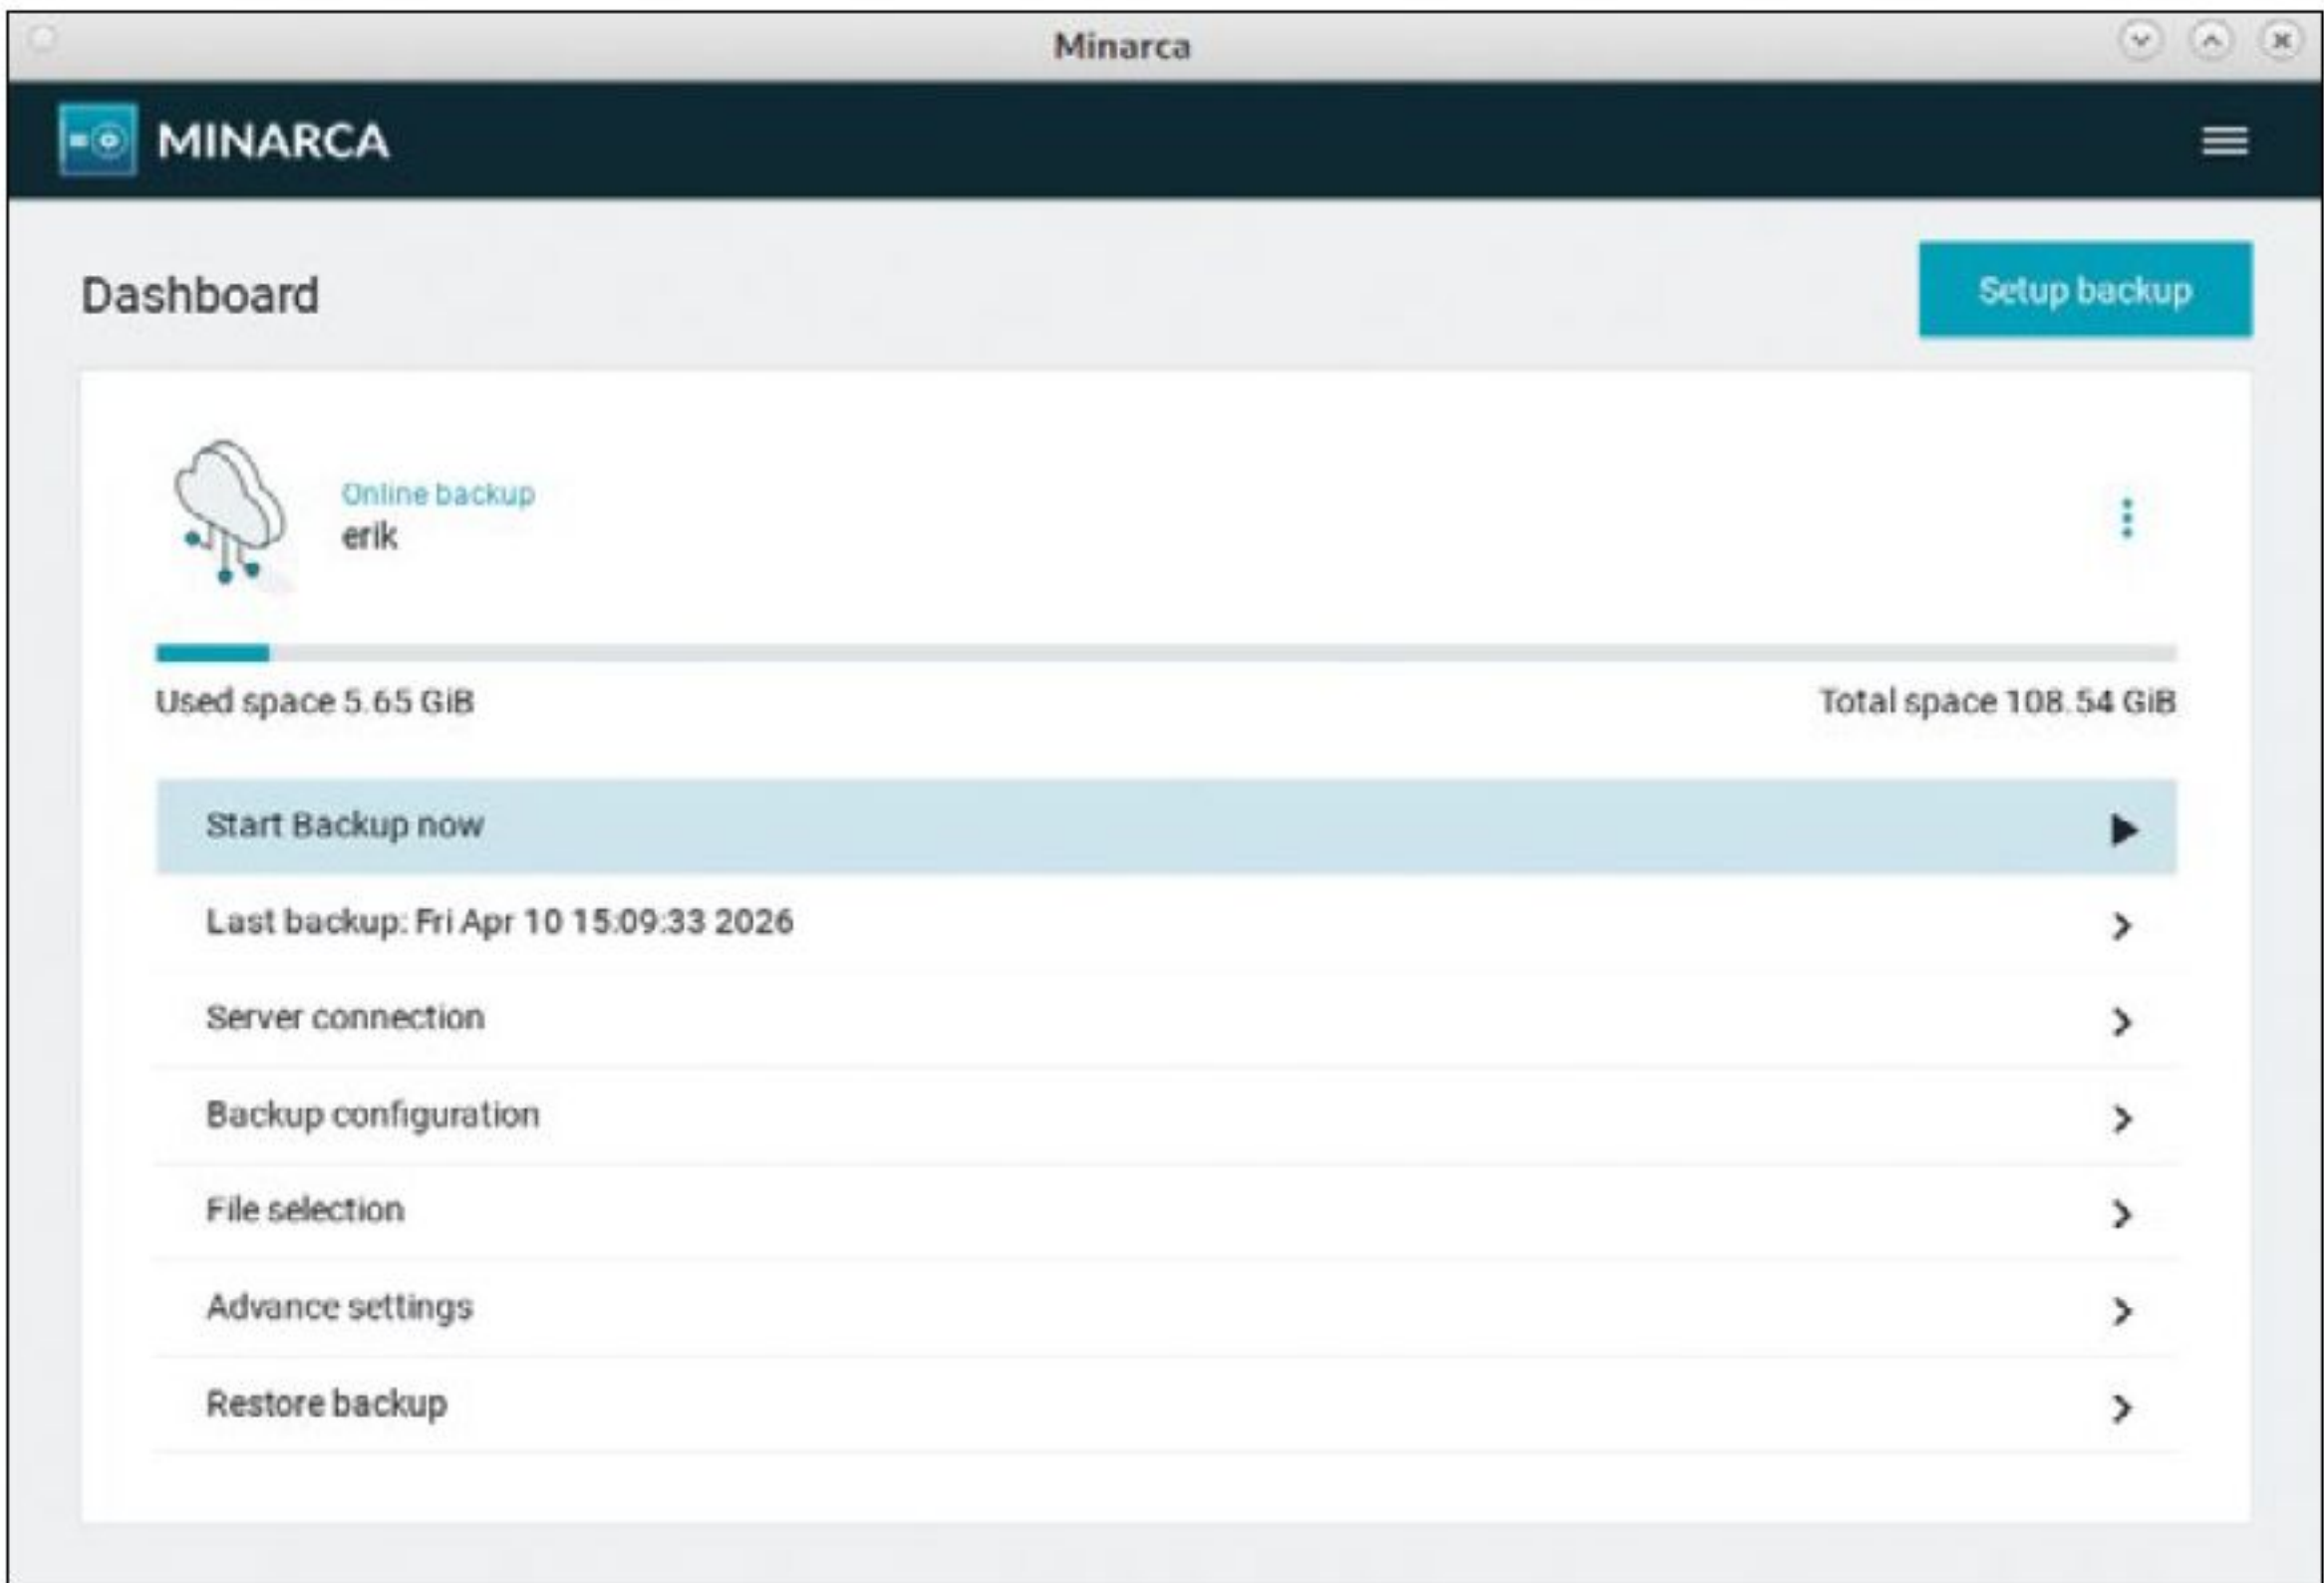 Minarca
MINARCA
Dashboard
Setup backup
Online backup
erik
Used space 5.65 GiB
Total space 108.54 GiB
Start Backup now
Last backup: Fri Apr 10 15:09:33 2026
Server connection
Backup configuration
File selection
Advance settings
Restore backup